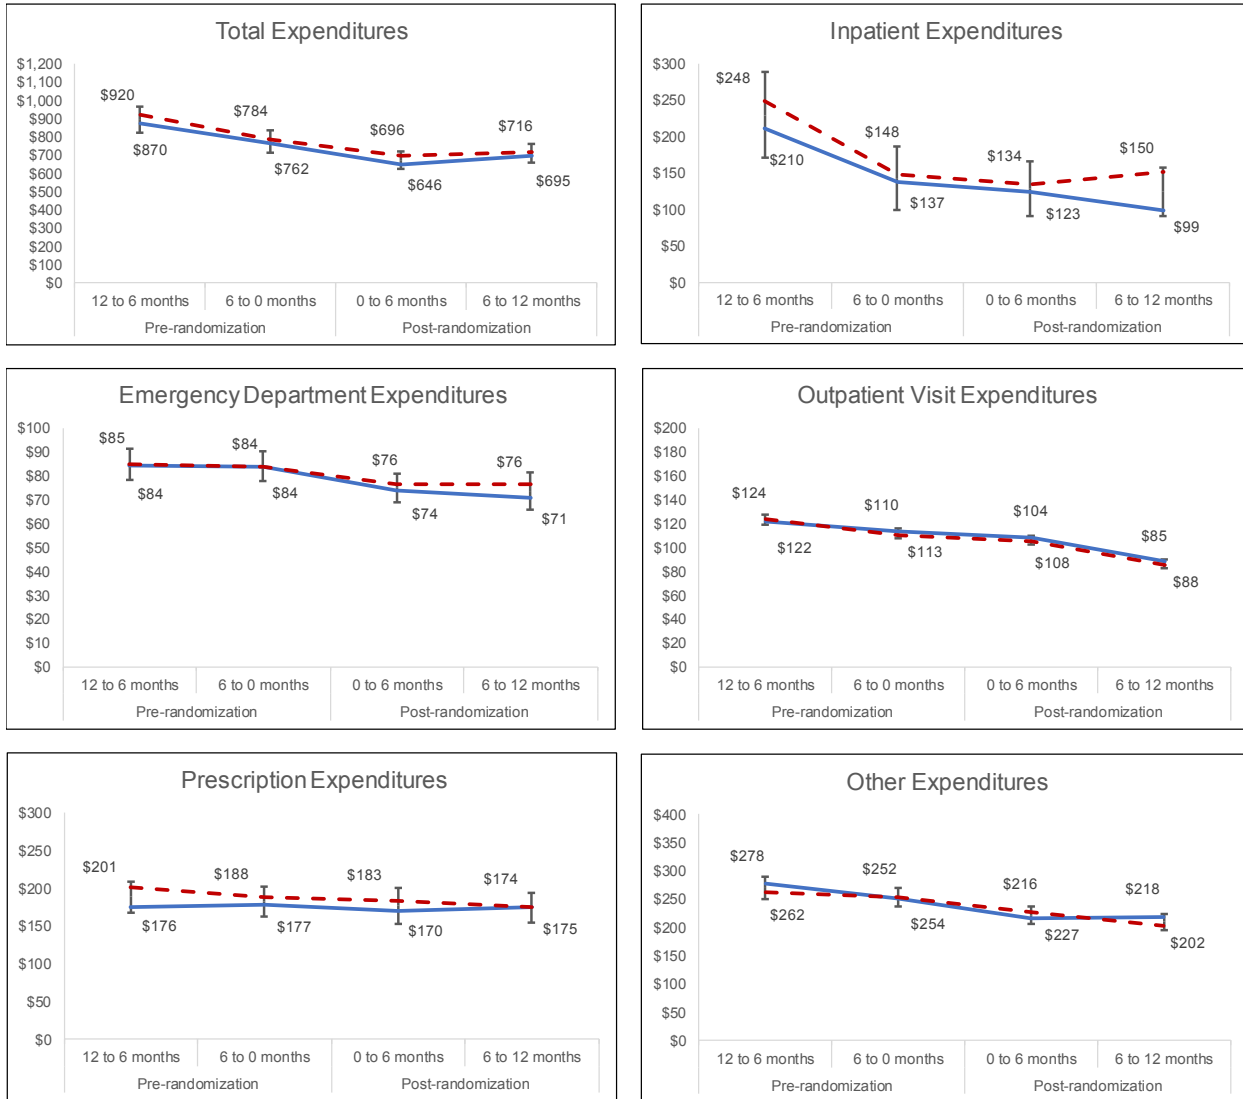 Total Expenditures
$1,200
$1,100
$1,000
$900
$800
$700
$600
$500
$400
$300
$200
$100
$0
$920
$784
$696
$716
$870
$762
$646
$695
12 to 6 months
6 to 0 months
0 to 6 months
6 to 12 months
Pre-randomization
Post-randomization
Inpatient Expenditures
$300
$250
$200
$150
$100
$50
$0
$248
$148
$134
$150
$210
$137
$123
$99
12 to 6 months
6 to 0 months
0 to 6 months
6 to 12 months
Pre-randomization
Post-randomization
Emergency Department Expenditures
$100
$90
$80
$70
$60
$50
$40
$30
$20
$10
$0
$85
$84
$76
$76
$84
$84
$74
$71
12 to 6 months
6 to 0 months
0 to 6 months
6 to 12 months
Pre-randomization
Post-randomization
Outpatient Visit Expenditures
$200
$180
$160
$140
$120
$100
$80
$60
$40
$20
$0
$124
$110
$104
$85
$122
$113
$108
$88
12 to 6 months
6 to 0 months
0 to 6 months
6 to 12 months
Pre-randomization
Post-randomization
Prescription Expenditures
$300
$250
$200
$150
$100
$50
$0
$201
$188
$183
$174
$176
$177
$170
$175
12 to 6 months
6 to 0 months
0 to 6 months
6 to 12 months
Pre-randomization
Post-randomization
Other Expenditures
$400
$350
$300
$250
$200
$150
$100
$50
$0
$278
$252
$216
$218
$262
$254
$227
$202
12 to 6 months
6 to 0 months
0 to 6 months
6 to 12 months
Pre-randomization
Post-randomization